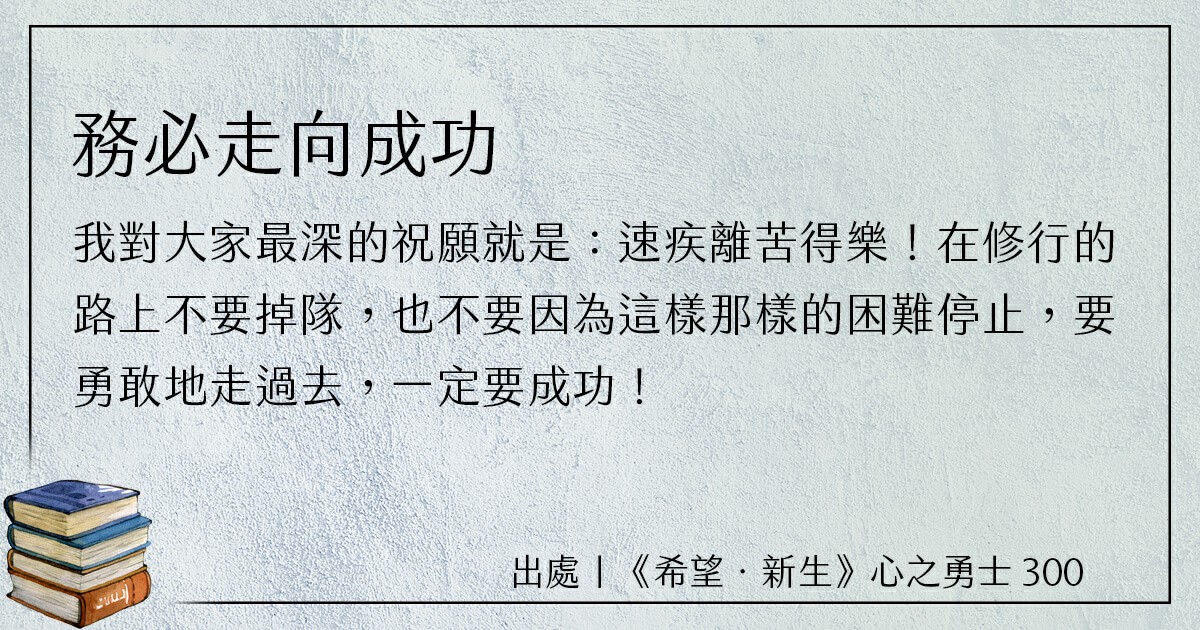 務必走向成功
我對大家最深的祝願就是：速疾離苦得樂！在修行的
路上不要掉隊，也不要因為這樣那樣的困難停止，要
勇敢地走過去，一定要成功！
出處｜《希望．新生》心之勇士 300